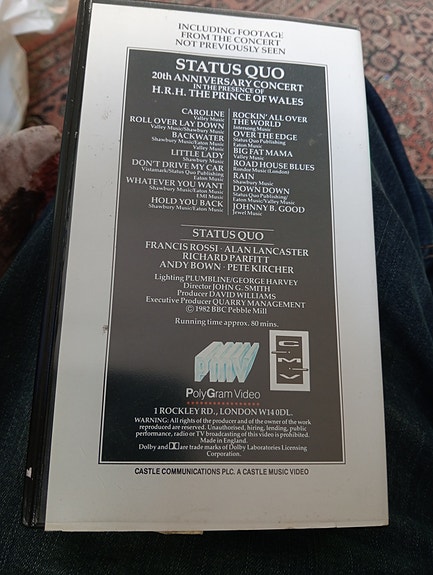 INCLUDING FOOTAGE
FROM THE CONCERT
NOT PREVIOUSLY SEEN
STATUS QUO
20th ANNIVERSARY CONCERT
IN THE PRESENCE OF
H.R.H. THE PRINCE OF WALES
CAROLINE
Valley Music
ROLL OVER LAY DOWN
Valley Music/Shawbury Music
BACKWATER
Shawbury Music/Eaton Music
Valley Music
LITTLE LADY
Shawbury Music
DON'T DRIVE MY CAR
Vistamark/Status Quo Publishing
Eaton Music
WHATEVER YOU WANT
Shawbury Music/Eaton Music
EMI Music
HOLD YOU BACK
Shawbury Music/Eaton Music
ROCKIN' ALL OVER
THE WORLD
Intersong Music
OVER THE EDGE
Status Quo Publishing
Eaton Music
BIG FAT MAMA
Valley Music
ROAD HOUSE BLUES
Rondor Music (London)
RAIN
Shawbury Music
DOWN DOWN
Status Quo Publishing
Eaton Music/Valley Music
JOHNNY B. GOOD
Jewel Music
STATUS QUO
FRANCIS ROSSI · ALAN LANCASTER
RICHARD PARFITT
ANDY BOWN · PETE KIRCHER
Lighting PLUMBLINE/GEORGE HARVEY
Director JOHN G. SMITH
Producer DAVID WILLIAMS
Executive Producer QUARRY MANAGEMENT
© 1982 BBC Pebble Mill
Running time approx. 80 mins.
CMV
PolyGram Video
1 ROCKLEY RD., LONDON W14 0DL.
WARNING: All rights of the producer and of the owner of the work
reproduced are reserved. Unauthorised, hiring, lending, public
performance, radio or TV broadcasting of this video is prohibited.
Made in England.
Dolby and are trade marks of Dolby Laboratories Licensing
Corporation.
CASTLE COMMUNICATIONS PLC. A CASTLE MUSIC VIDEO